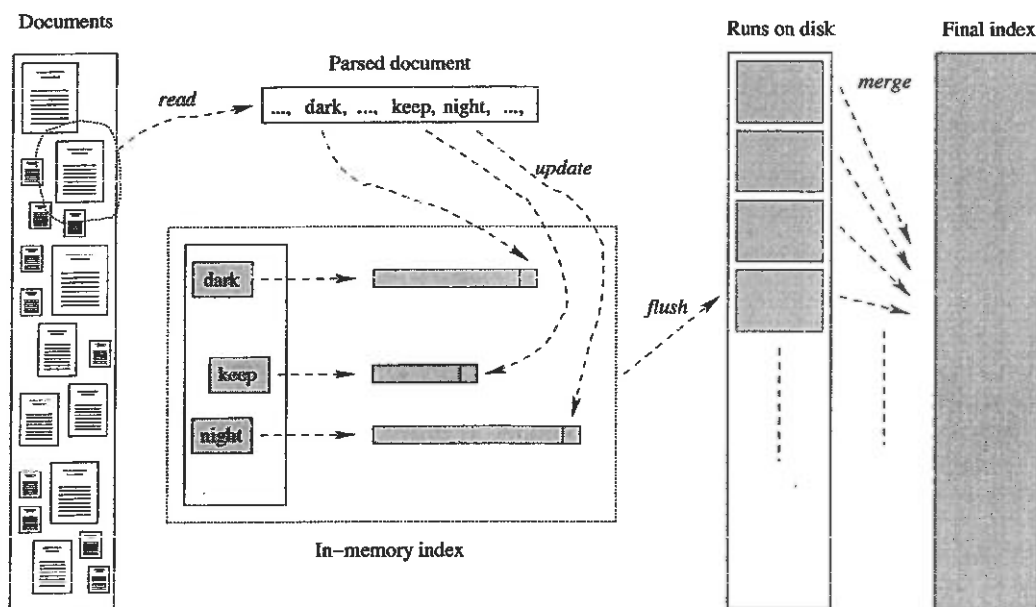 Documents
Runs on disk
Final index
Parsed document
read
merge
..., dark, ..., keep, night, ...,
update
dark
flush
keep
night
In-memory index